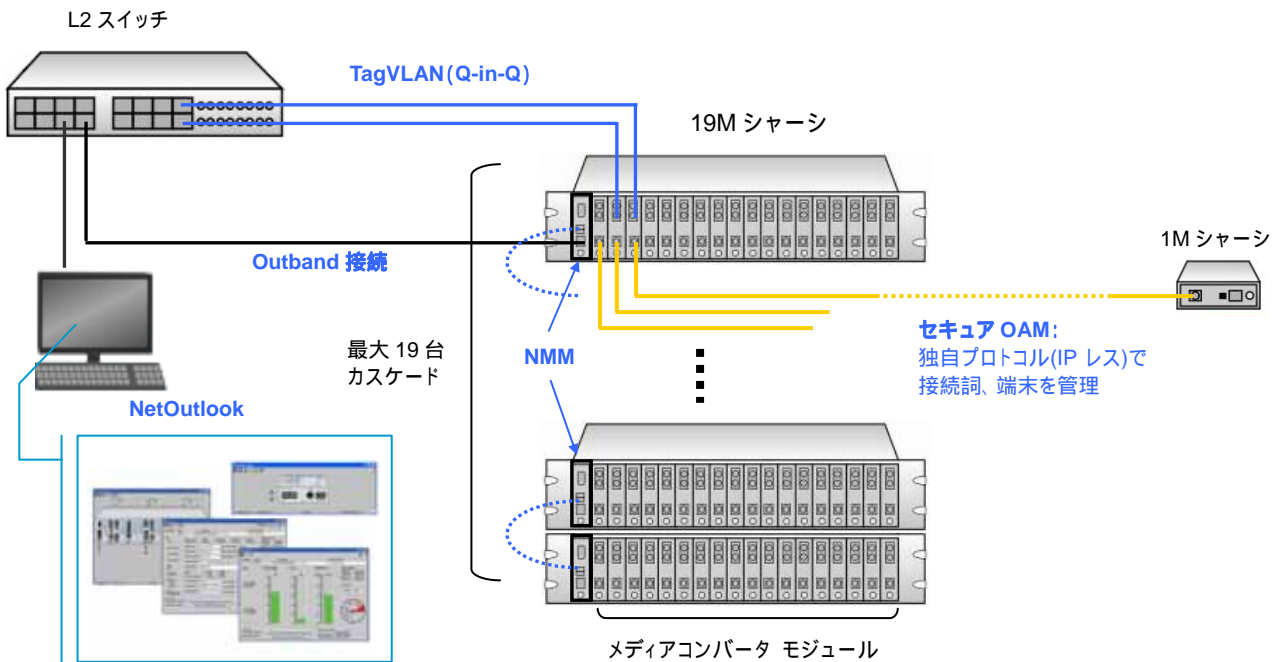 L2 スイッチ
TagVLAN(Q-in-Q)
19M シャーシ
1M シャーシ
Outband 接続
最大 19 台
カスケード
NMM
セキュア OAM:
独自プロトコル(IP レス)で
接続詞、端末を管理
NetOutlook
メディアコンバータ モジュール